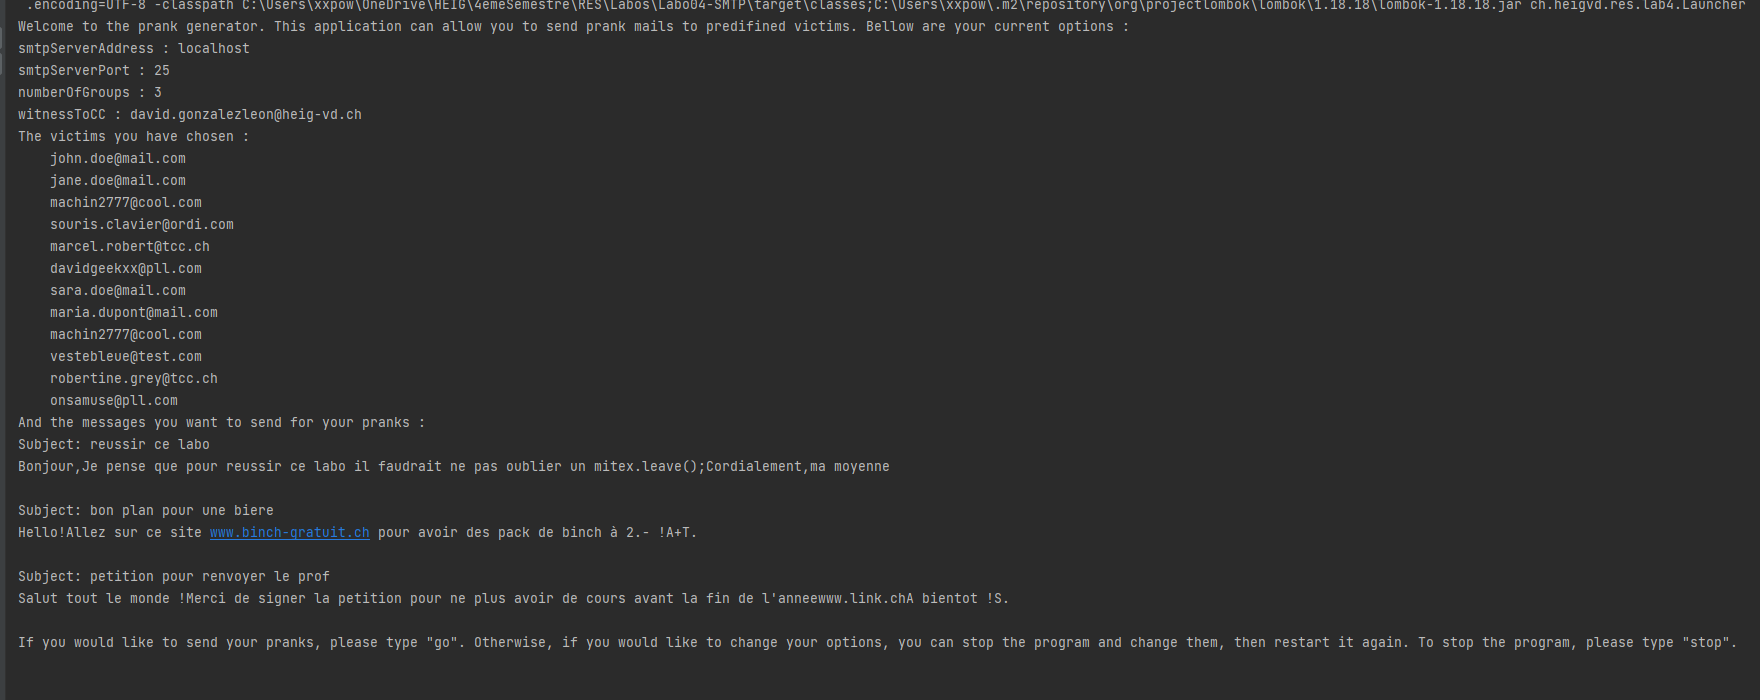 .encoding=UTF-8 -classpath C:\Users\xxpow\OneDrive\HEIG\4emeSemestre\RES\Labos\Labo04-SMTP\target\classes;C:\Users\xxpow\.m2\repository\org\projectlombok\lombok\1.18.18\lombok-1.18.18.jar ch.heigvd.res.lab4.Launcher
Welcome to the prank generator. This application can allow you to send prank mails to predifined victims. Bellow are your current options :
smtpServerAddress : localhost
smtpServerPort : 25
numberOfGroups : 3
witnessToCC : david.gonzalezleon@heig-vd.ch
The victims you have chosen :
john.doe@mail.com
jane.doe@mail.com
machin2777@cool.com
souris.clavier@ordi.com
marcel.robert@tcc.ch
davidgeekxx@pll.com
sara.doe@mail.com
maria.dupont@mail.com
machin2777@cool.com
vestebleue@test.com
robertine.grey@tcc.ch
onsamuse@pll.com
And the messages you want to send for your pranks :
Subject: reussir ce labo
Bonjour,Je pense que pour reussir ce labo il faudrait ne pas oublier un mitex.leave();Cordialement,ma moyenne
Subject: bon plan pour une biere
Hello!Allez sur ce site www.binch-gratuit.ch pour avoir des pack de binch à 2.- !A+T.
Subject: petition pour renvoyer le prof
Salut tout le monde !Merci de signer la petition pour ne plus avoir de cours avant la fin de l'anneewww.link.chA bientot !S.
If you would like to send your pranks, please type "go". Otherwise, if you would like to change your options, you can stop the program and change them, then restart it again. To stop the program, please type "stop".